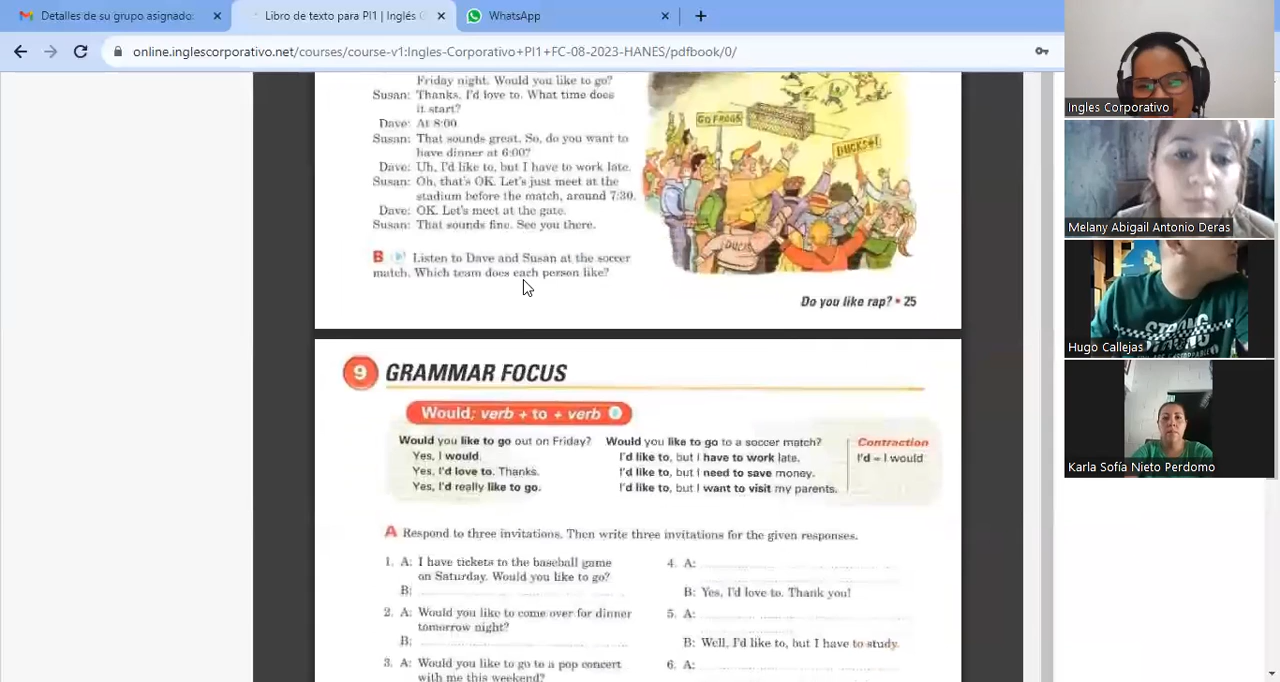 Detalles de su grupo asignado:
Libro de texto para PI1 | Inglés C
WhatsApp
online.inglescorporativo.net/courses/course-v1:Ingles-Corporativo+PI1+FC-08-2023-HANES/pdfbook/0/
Friday night. Would you like to go?
Susan: Thanks. I'd love to. What time does
it start?
Dave: At 8:00.
Susan: That sounds great. So, do you want to
have dinner at 6:00?
Dave: Uh, I'd like to, but I have to work late.
Susan: Oh, that's OK. Let's just meet at the
stadium before the match, around 7:30.
Dave: OK. Let's meet at the gate.
Susan: That sounds fine. See you there.
GO FROGS
DUCKS #1
DUCKS
B Listen to Dave and Susan at the soccer
match. Which team does each person like?
Do you like rap? • 25
9 GRAMMAR FOCUS
Would; verb + to + verb
Would you like to go out on Friday?
Yes, I would.
Yes, I'd love to. Thanks.
Yes, I'd really like to go.
Would you like to go to a soccer match?
I'd like to, but I have to work late.
I'd like to, but I need to save money.
I'd like to, but I want to visit my parents.
Contraction
I'd = I would
A Respond to three invitations. Then write three invitations for the given responses.
1. A: I have tickets to the baseball game
on Saturday. Would you like to go?
B:
2. A: Would you like to come over for dinner
tomorrow night?
B:
3. A: Would you like to go to a pop concert
with me this weekend?
4. A:
B: Yes, I'd love to. Thank you!
5. A:
B: Well, I'd like to, but I have to study.
6. A:
Ingles Corporativo
Melany Abigail Antonio Deras
STRONG
Hugo Callejas
Karla Sofía Nieto Perdomo